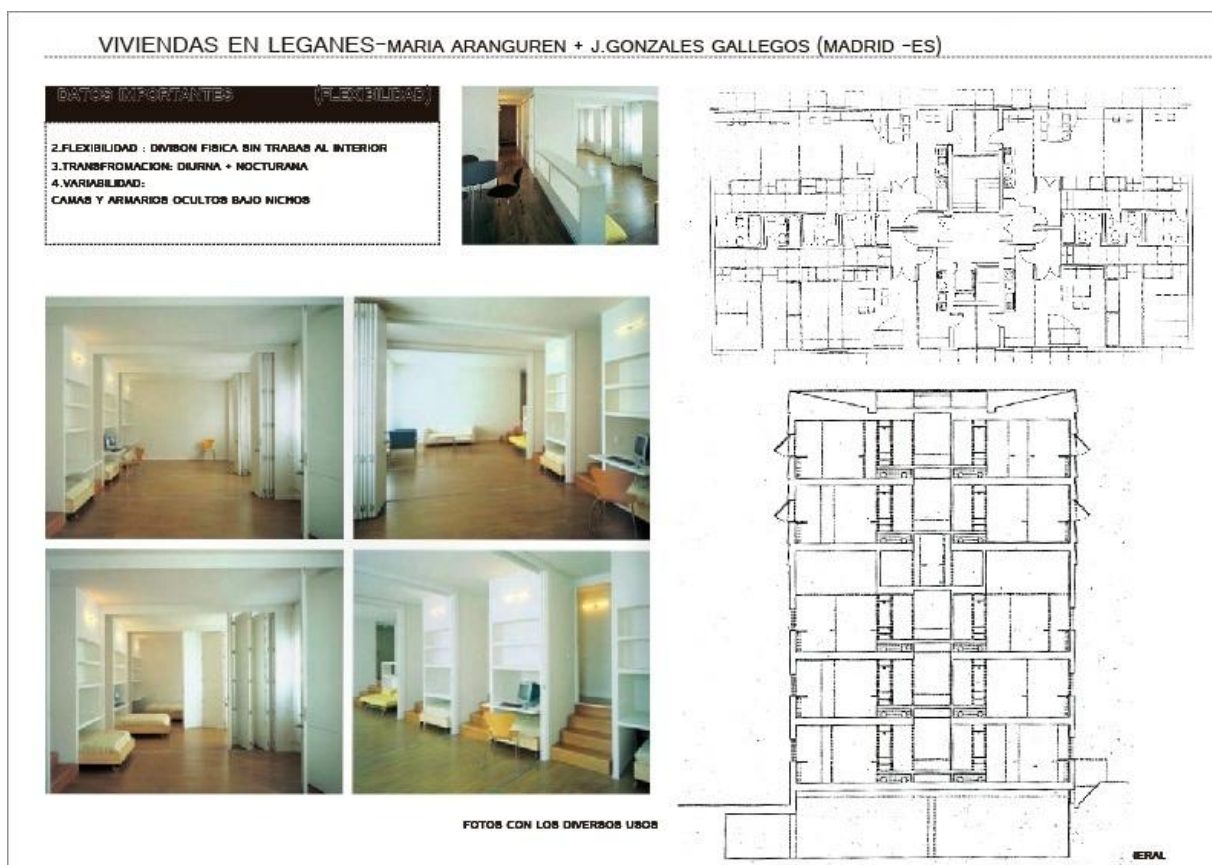 VIVIENDAS EN LEGANES-MARIA ARANGUREN + J.GONZALES GALLEGOS (MADRID -ES)
DATOS IMPORTANTES (FLEXIBILIDAD)
2.FLEXIBILIDAD : DIVISON FISICA SIN TRABAS AL INTERIOR
3.TRANSFROMACION: DIURNA + NOCTURANA
4.VARIABILIDAD:
CAMAS Y ARMARIOS OCULTOS BAJO NICHOS
FOTOS CON LOS DIVERSOS USOS
IERAL